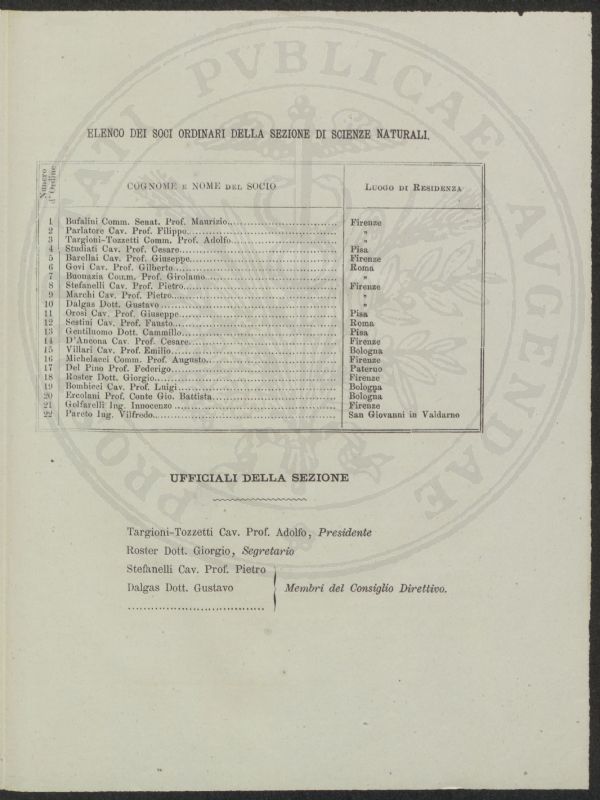 ELENCO DEI SOCI ORDINARI DELLA SEZIONE DI SCIENZE NATURALI.
Numero d'Ordine COGNOME E NOME DEL SOCIO LUOGO DI RESIDENZA
1 Bufalini Comm. Senat. Prof. Maurizio Firenze
2 Parlatore Cav. Prof. Filippo "
3 Targioni-Tozzetti Comm. Prof. Adolfo "
4 Studiati Cav. Prof. Cesare Pisa
5 Barellai Cav. Prof. Giuseppe Firenze
6 Govi Cav. Prof. Gilberto Roma
7 Buonazia Comm. Prof. Girolamo "
8 Stefanelli Cav. Prof. Pietro Firenze
9 Marchi Cav. Prof. Pietro "
10 Dalgas Dott. Gustavo "
11 Orosi Cav. Prof. Giuseppe Pisa
12 Sestini Cav. Prof. Fausto Roma
13 Gentiluomo Dott. Cammillo Pisa
14 D'Ancona Cav. Prof. Cesare Firenze
15 Villari Cav. Prof. Emilio Bologna
16 Michelacci Comm. Prof. Augusto Firenze
17 Del Pino Prof. Federigo Paterno
18 Roster Dott. Giorgio Firenze
19 Bombicci Cav. Prof. Luigi Bologna
20 Ercolani Prof. Conte Gio. Battista Bologna
21 Golfarelli Ing. Innocenzo Firenze
22 Pareto Ing. Vilfredo San Giovanni in Valdarno
UFFICIALI DELLA SEZIONE
Targioni-Tozzetti Cav. Prof. Adolfo, Presidente
Roster Dott. Giorgio, Segretario
Stefanelli Cav. Prof. Pietro
Dalgas Dott. Gustavo Membri del Consiglio Direttivo.